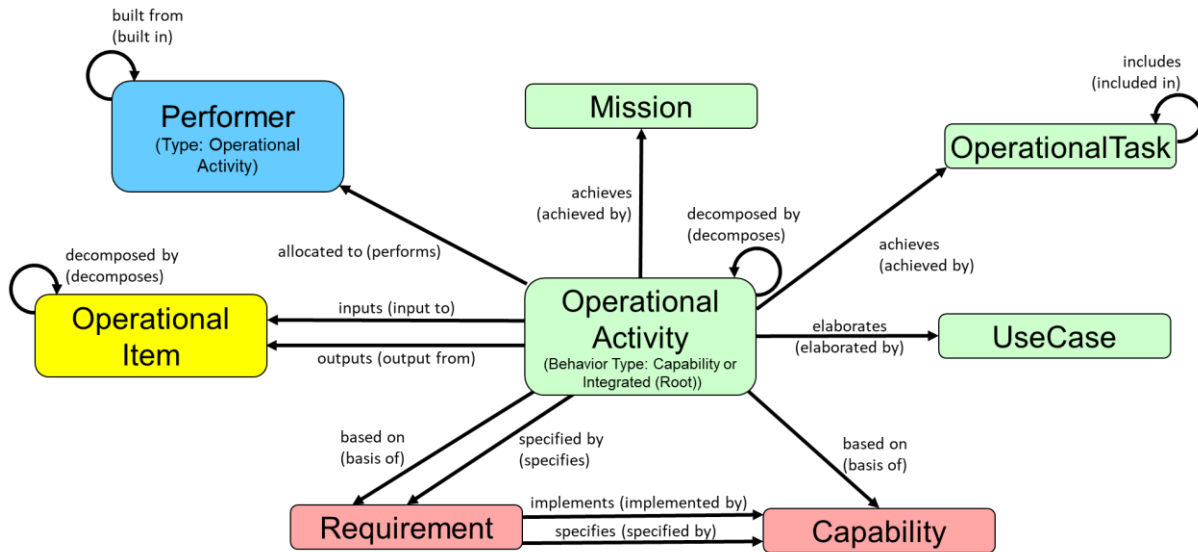 built from
(built in)
Performer
(Type: Operational
Activity)
Mission
includes
(included in)
OperationalTask
achieves
(achieved by)
decomposed by
(decomposes)
achieves
(achieved by)
allocated to (performs)
decomposed by
(decomposes)
Operational
Item
inputs (input to)
outputs (output from)
Operational
Activity
(Behavior Type: Capability or
Integrated (Root))
elaborates
(elaborated by)
UseCase
based on
(basis of)
specified by
(specifies)
based on
(basis of)
Requirement
implements (implemented by)
specifies (specified by)
Capability